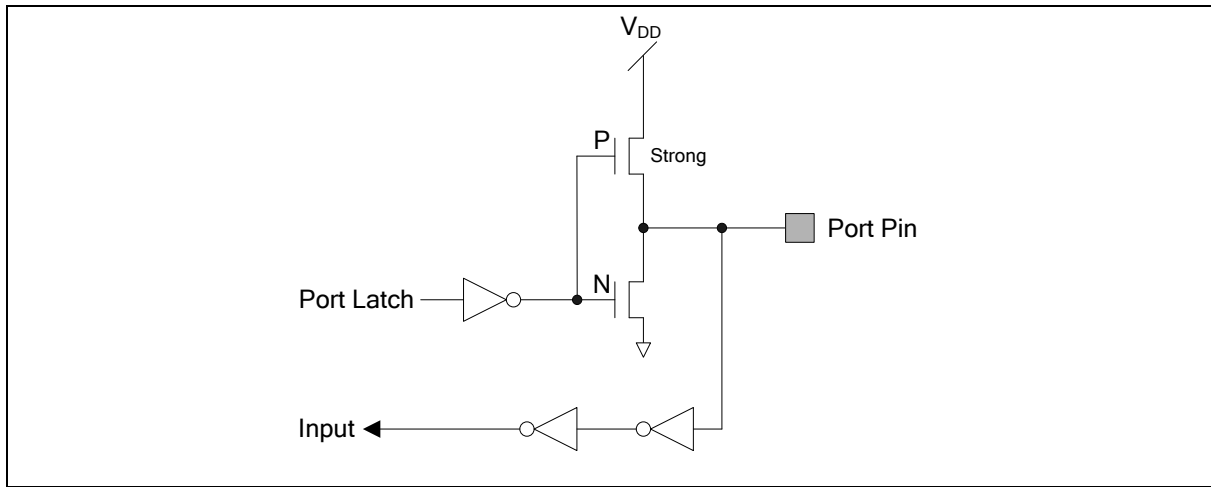 VDD
P
Strong
Port Pin
N
Port Latch
Input